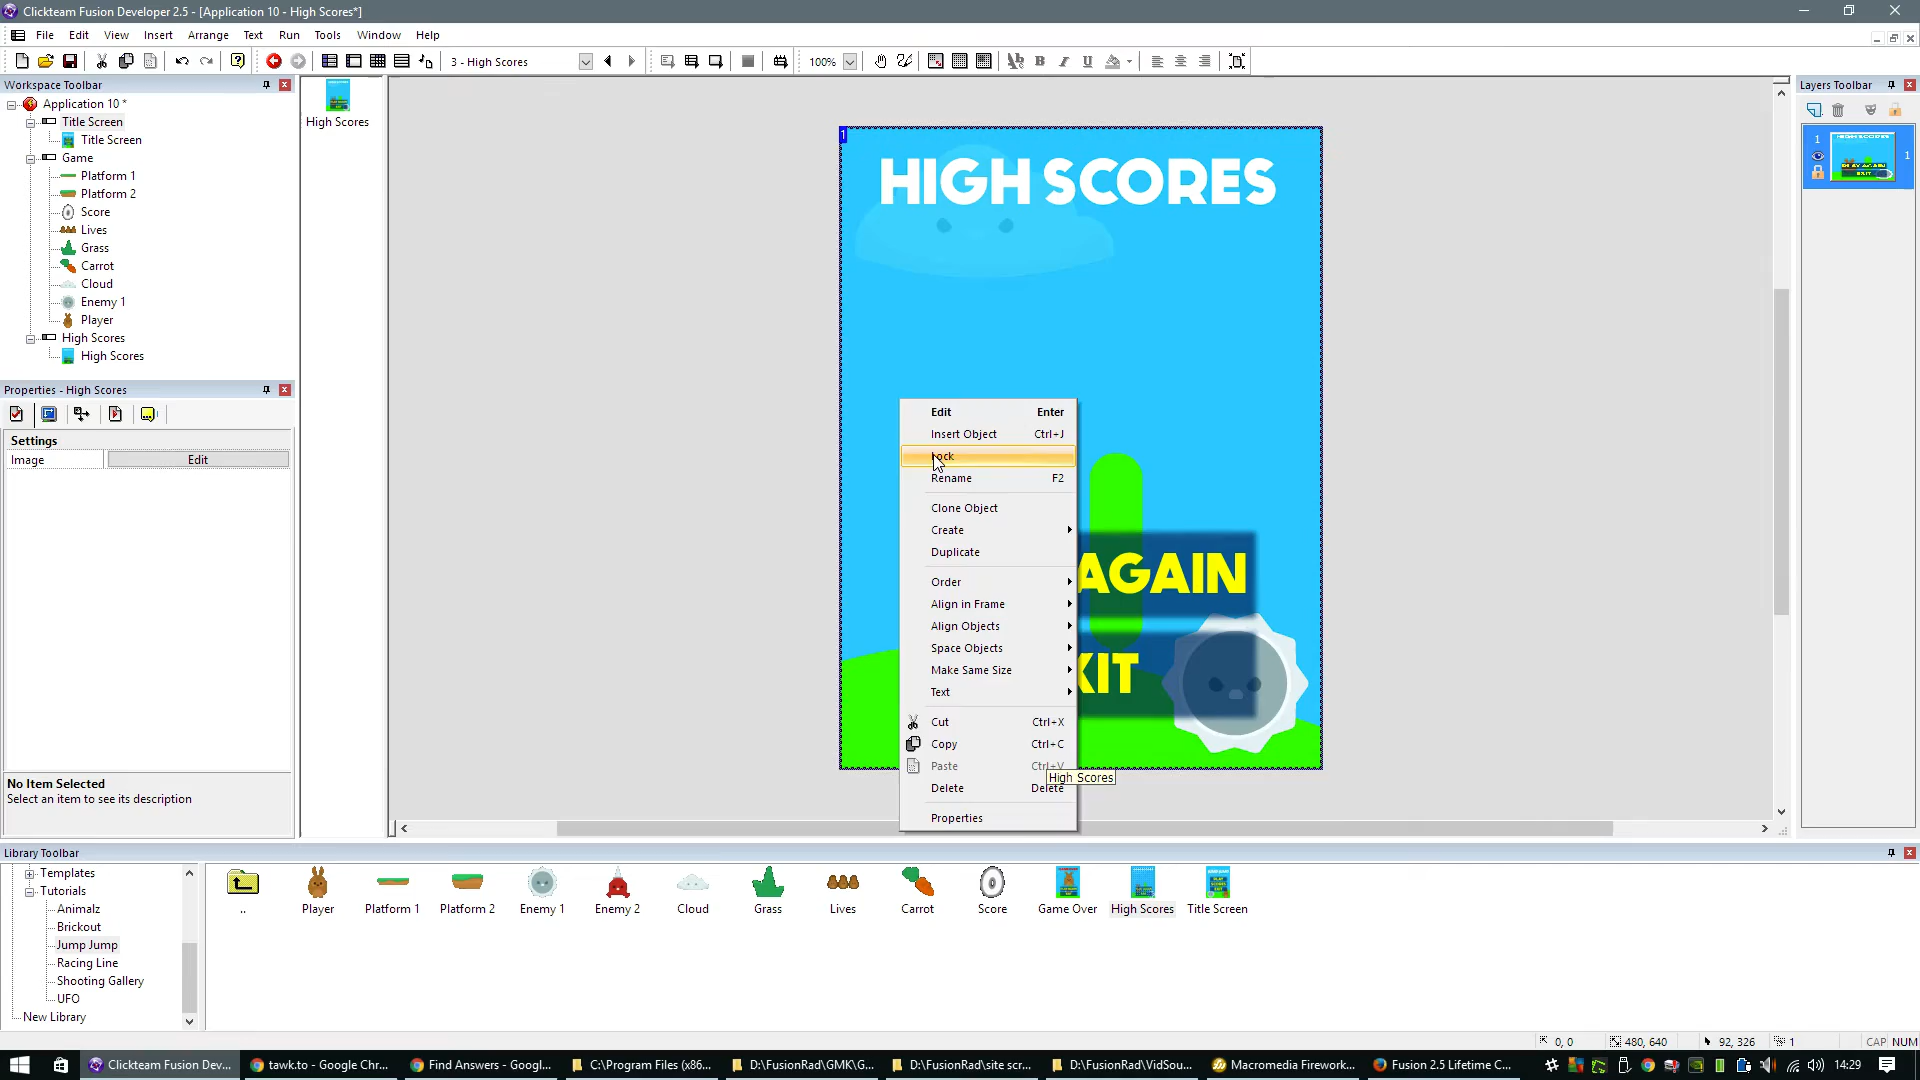 Clickteam Fusion Developer 2.5 - [Application 10 - High Scores*]
File Edit View Insert Arrange Text Run Tools Window Help
3 - High Scores
100%
Workspace Toolbar
Application 10 *
Title Screen
Title Screen
Game
Platform 1
Platform 2
Score
Lives
Grass
Carrot
Cloud
Enemy 1
Player
High Scores
High Scores
Properties - High Scores
Settings
Image Edit
No Item Selected
Select an item to see its description
High Scores
1
HIGH SCORES
AGAIN
XIT
Edit Enter
Insert Object Ctrl+J
Lock
Rename F2
Clone Object
Create
Duplicate
Order
Align in Frame
Align Objects
Space Objects
Make Same Size
Text
Cut Ctrl+X
Copy Ctrl+C
Paste Ctrl+V
Delete Delete
Properties
High Scores
Layers Toolbar
1
1
Library Toolbar
Templates
Tutorials
Animalz
Brickout
Jump Jump
Racing Line
Shooting Gallery
UFO
New Library
..
Player
Platform 1
Platform 2
Enemy 1
Enemy 2
Cloud
Grass
Lives
Carrot
Score
Game Over
High Scores
Title Screen
0, 0
480, 640
92, 326
1
CAP NUM
Clickteam Fusion Dev...
tawk.to - Google Chr...
Find Answers - Googl...
C:\Program Files (x86...
D:\FusionRad\GMK\G...
D:\FusionRad\site scr...
D:\FusionRad\VidSou...
Macromedia Firework...
Fusion 2.5 Lifetime C...
14:29